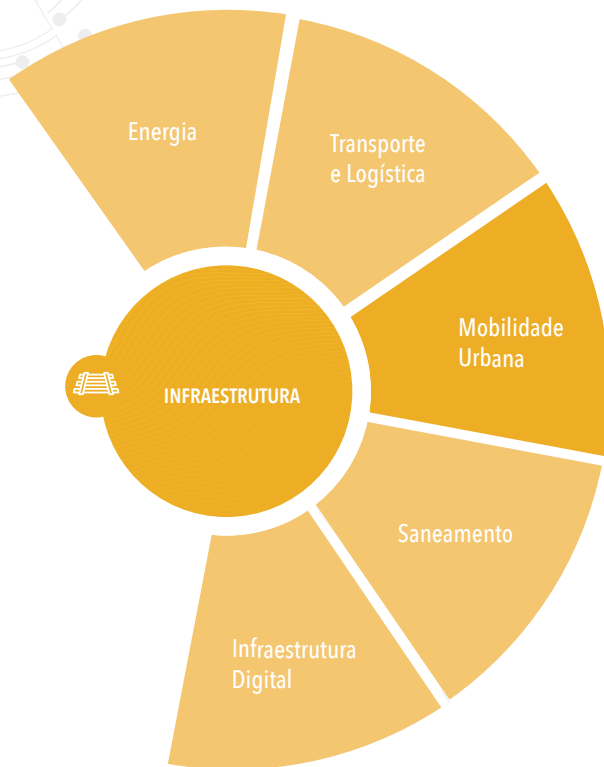 Energia
Transporte
e Logística
Mobilidade
Urbana
INFRAESTRUTURA
Saneamento
Infraestrutura
Digital